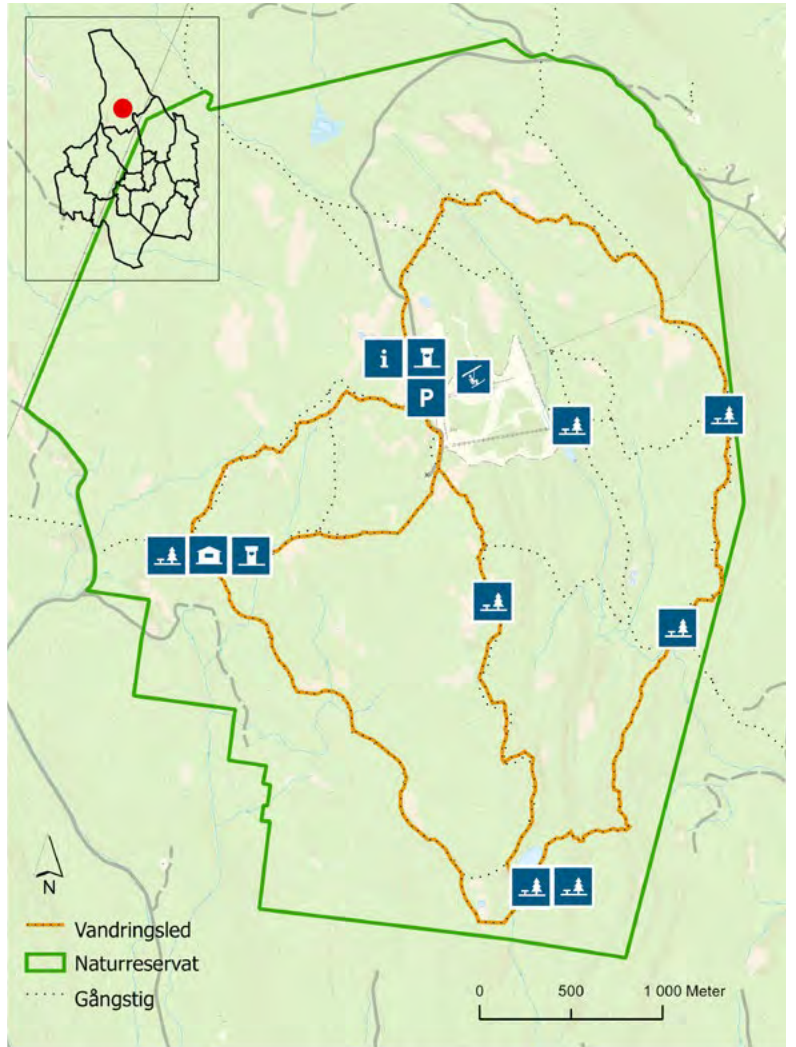 i
P
N
Vandringsled
Naturreservat
Gångstig
0 500 1 000 Meter